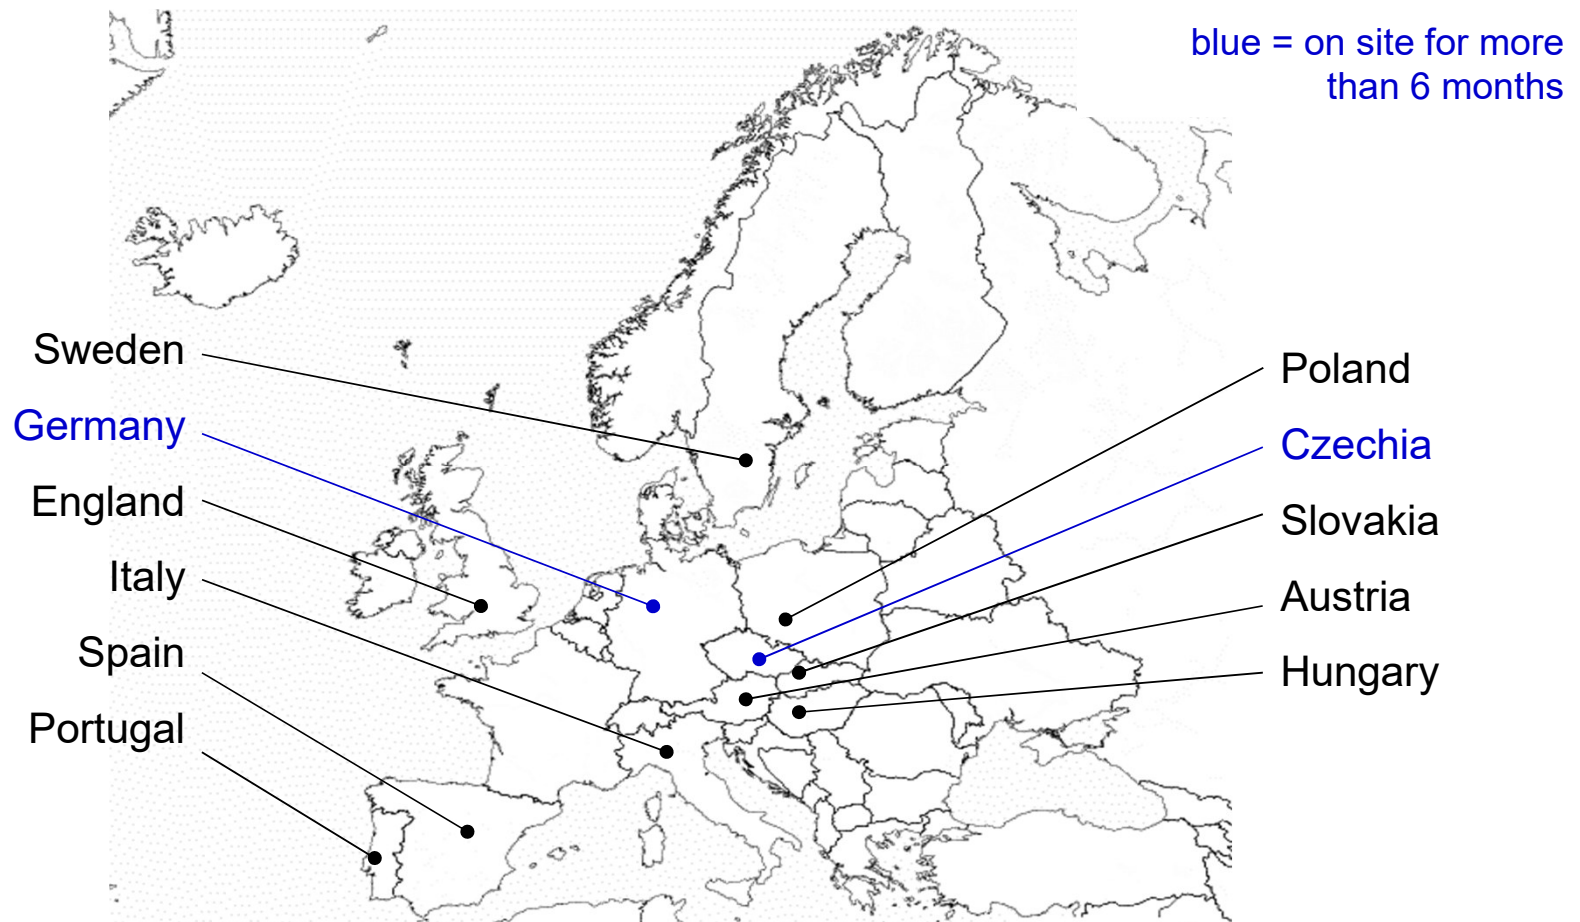 blue = on site for more
than 6 months
Sweden
Germany
England
Italy
Spain
Portugal
Poland
Czechia
Slovakia
Austria
Hungary